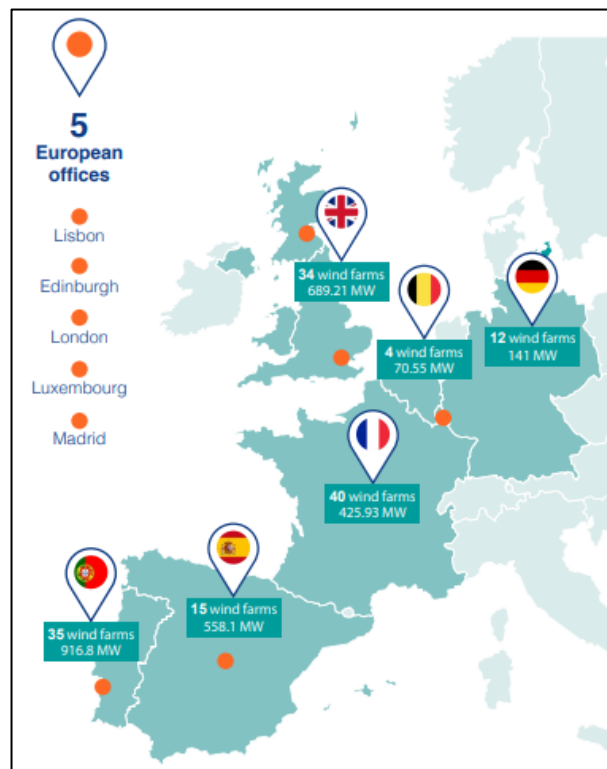 5
European
offices
Lisbon
Edinburgh
London
Luxembourg
Madrid
34 wind farms
689.21 MW
4 wind farms
70.55 MW
12 wind farms
141 MW
40 wind farms
425.93 MW
15 wind farms
558.1 MW
35 wind farms
916.8 MW